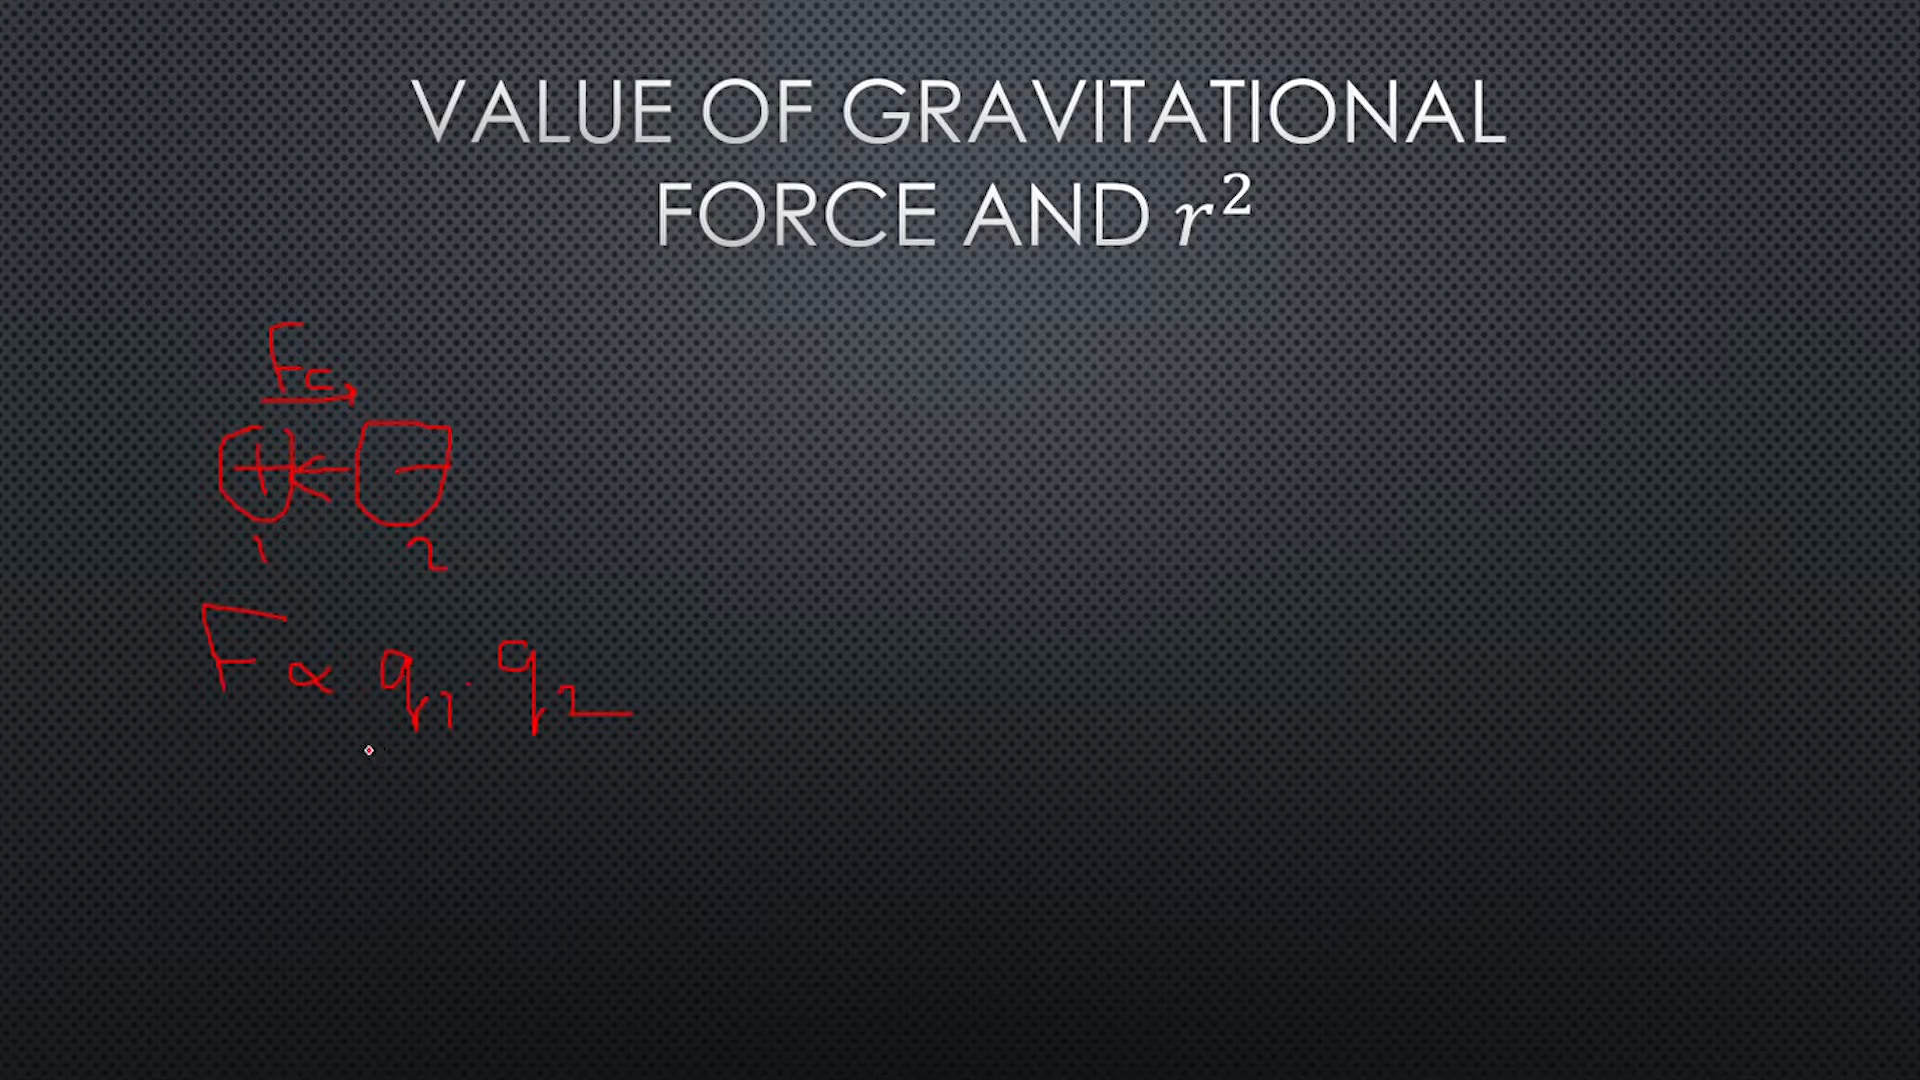 VALUE OF GRAVITATIONAL
FORCE AND r²
Fc
+ −
1 2
F ∝ q1 . q2